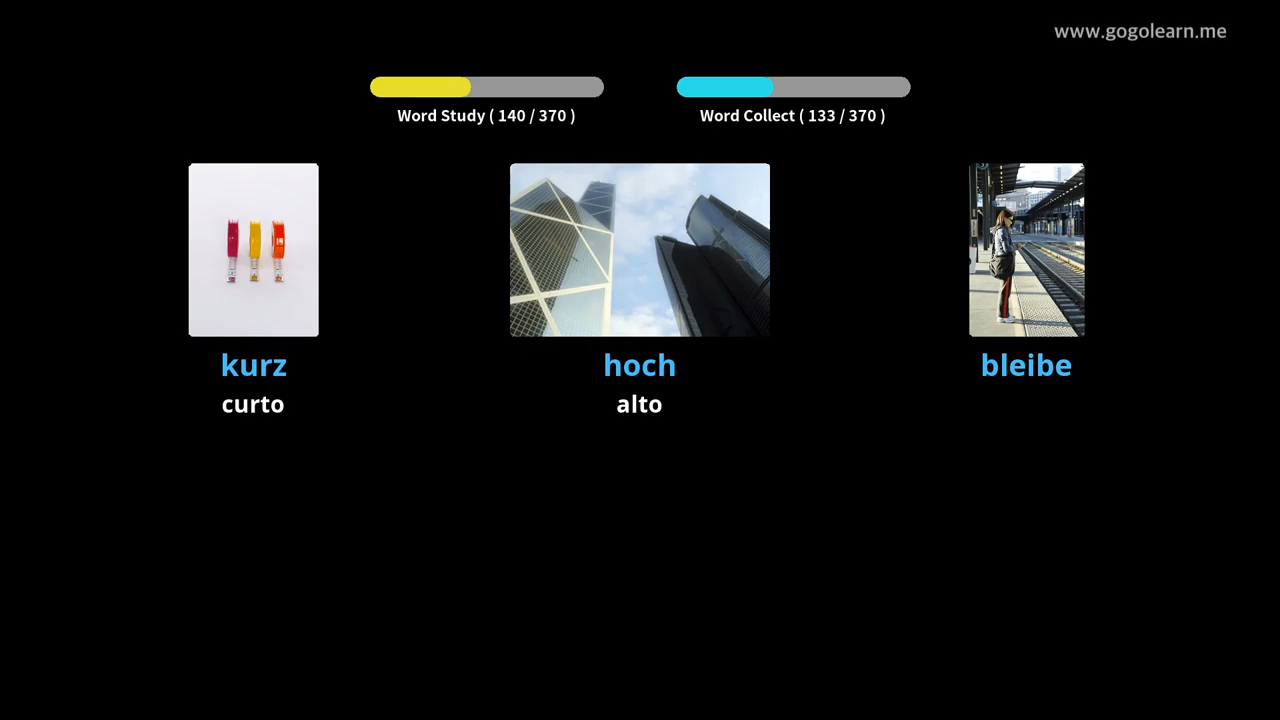 www.gogolearn.me
Word Study ( 140 / 370 )
Word Collect ( 133 / 370 )
kurz
curto
hoch
alto
bleibe